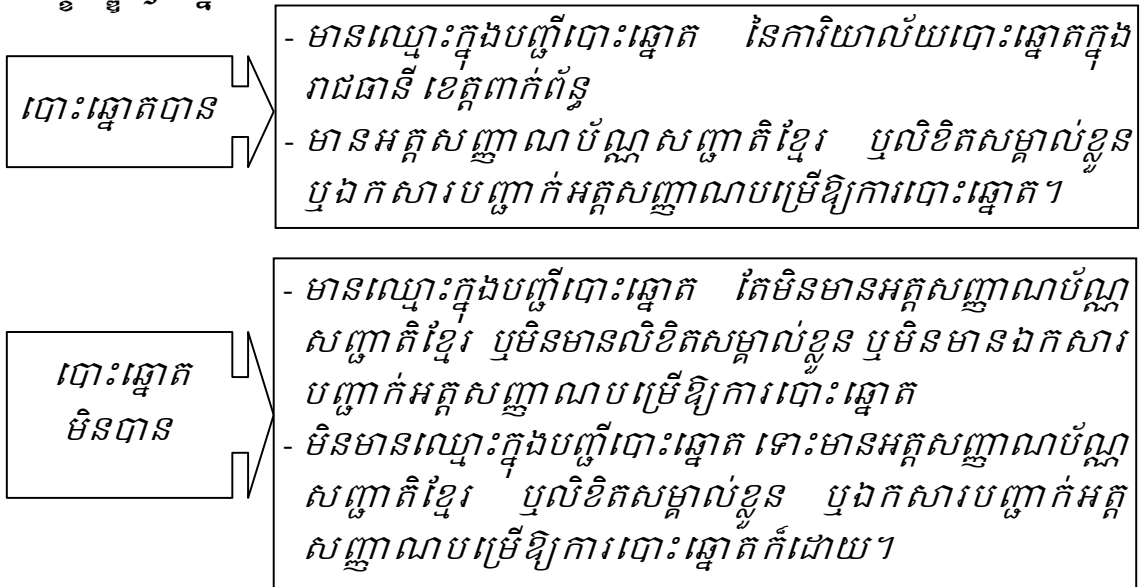 បោះឆ្នោតបាន
- មានឈ្មោះក្នុងបញ្ជីបោះឆ្នោត នៃការិយាល័យបោះឆ្នោតក្នុង
រាជធានី ខេត្តពាក់ព័ន្ធ
- មានអត្តសញ្ញាណប័ណ្ណសញ្ជាតិខ្មែរ ឬលិខិតសម្គាល់ខ្លួន
ឬឯកសារបញ្ជាក់អត្តសញ្ញាណបម្រើឱ្យការបោះឆ្នោត។
បោះឆ្នោត
មិនបាន
- មានឈ្មោះក្នុងបញ្ជីបោះឆ្នោត តែមិនមានអត្តសញ្ញាណប័ណ្ណ
សញ្ជាតិខ្មែរ ឬមិនមានលិខិតសម្គាល់ខ្លួន ឬមិនមានឯកសារ
បញ្ជាក់អត្តសញ្ញាណបម្រើឱ្យការបោះឆ្នោត
- មិនមានឈ្មោះក្នុងបញ្ជីបោះឆ្នោត ទោះមានអត្តសញ្ញាណប័ណ្ណ
សញ្ជាតិខ្មែរ ឬលិខិតសម្គាល់ខ្លួន ឬឯកសារបញ្ជាក់អត្ត
សញ្ញាណបម្រើឱ្យការបោះឆ្នោតក៏ដោយ។